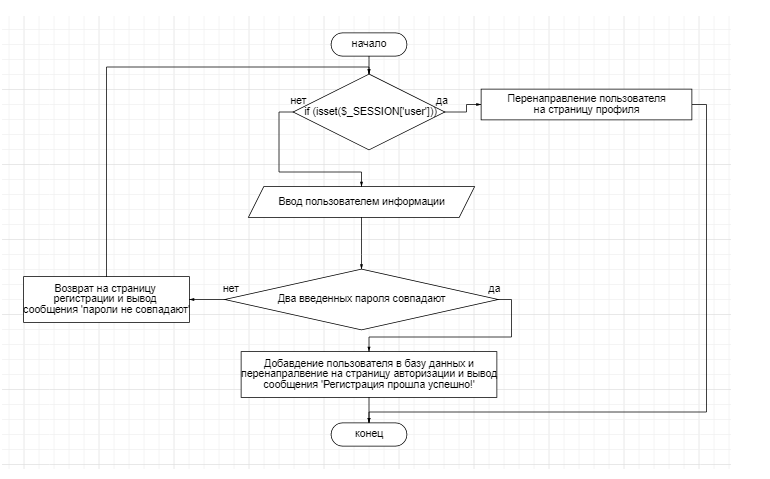 начало
нет
да
if (isset($_SESSION['user']))
Перенаправление пользователя
на страницу профиля
Ввод пользователем информации
нет
да
Два введенных пароля совпадают
Возврат на страницу
регистрации и вывод
сообщения 'пароли не совпадают'
Добавдение пользователя в базу данных и
перенапралвение на страницу авторизации и вывод
сообщения 'Регистрация прошла успешно!'
конец